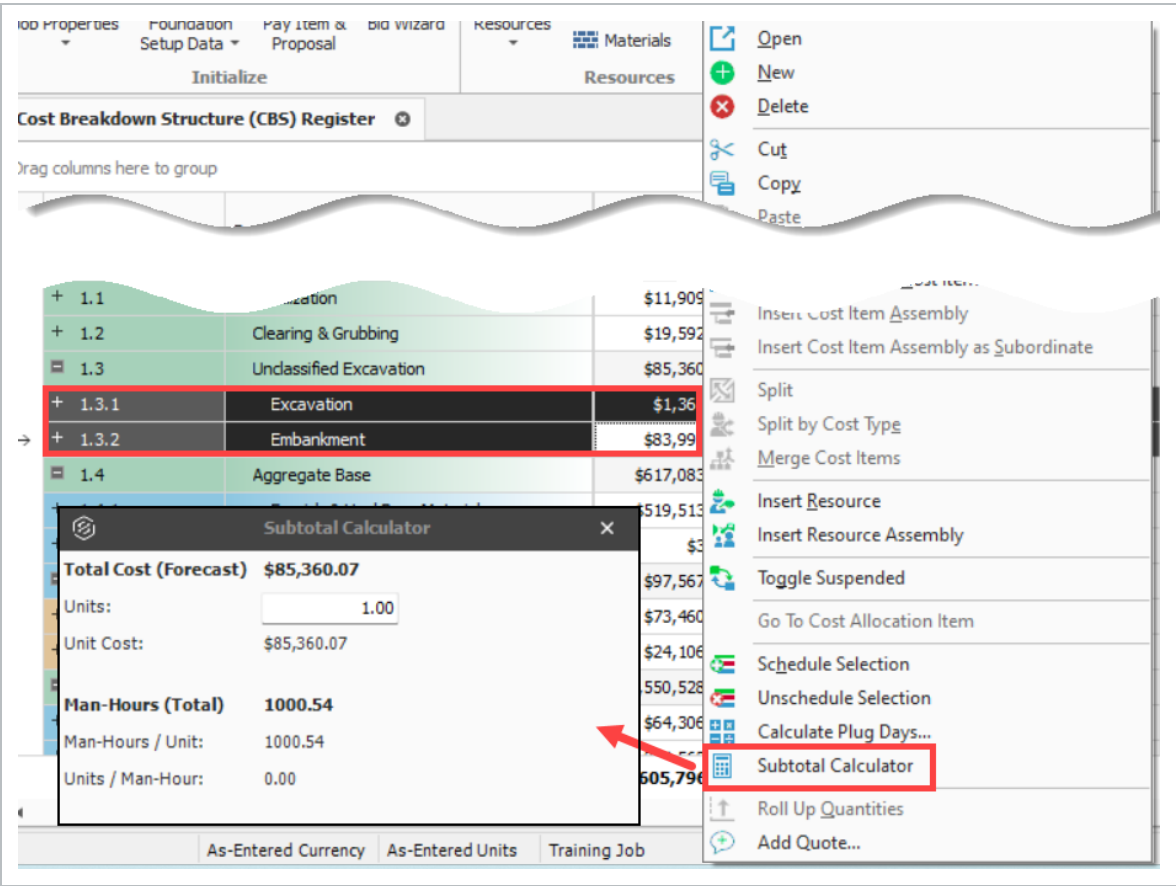 Job Properties Foundation Setup Data Pay Item & Proposal Bid Wizard Resources Materials
Initialize Resources
Cost Breakdown Structure (CBS) Register
Drag columns here to group
+ 1.1 $11,909
+ 1.2 Clearing & Grubbing $19,592
1.3 Unclassified Excavation $85,360
+ 1.3.1 Excavation $1,36
+ 1.3.2 Embankment $83,99
1.4 Aggregate Base $617,083
$519,513
$3
$97,567
$73,460
$24,106
550,528
$64,306
605,796
Subtotal Calculator
Total Cost (Forecast) $85,360.07
Units: 1.00
Unit Cost: $85,360.07
Man-Hours (Total) 1000.54
Man-Hours / Unit: 1000.54
Units / Man-Hour: 0.00
Open
New
Delete
Cut
Copy
Paste
Insert Cost Item Assembly
Insert Cost Item Assembly as Subordinate
Split
Split by Cost Type
Merge Cost Items
Insert Resource
Insert Resource Assembly
Toggle Suspended
Go To Cost Allocation Item
Schedule Selection
Unschedule Selection
Calculate Plug Days...
Subtotal Calculator
Roll Up Quantities
Add Quote...
As-Entered Currency As-Entered Units Training Job